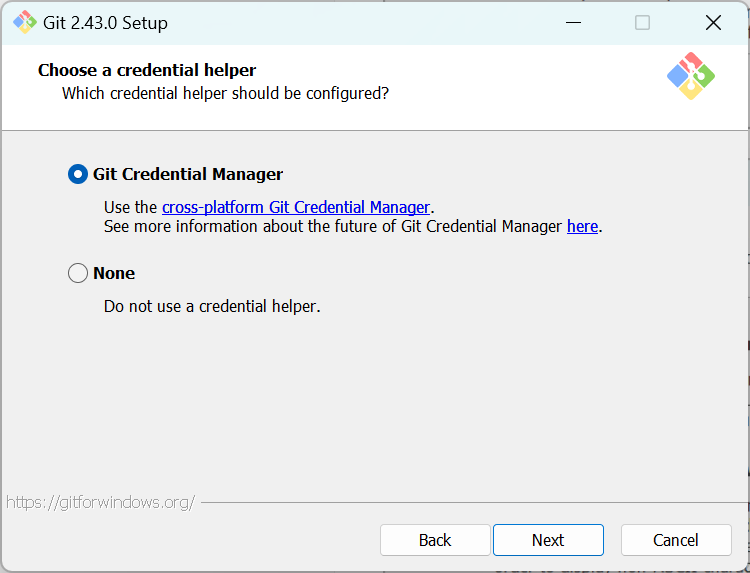 Git 2.43.0 Setup
Choose a credential helper
Which credential helper should be configured?
Git Credential Manager
Use the cross-platform Git Credential Manager.
See more information about the future of Git Credential Manager here.
None
Do not use a credential helper.
https://gitforwindows.org/
Back
Next
Cancel